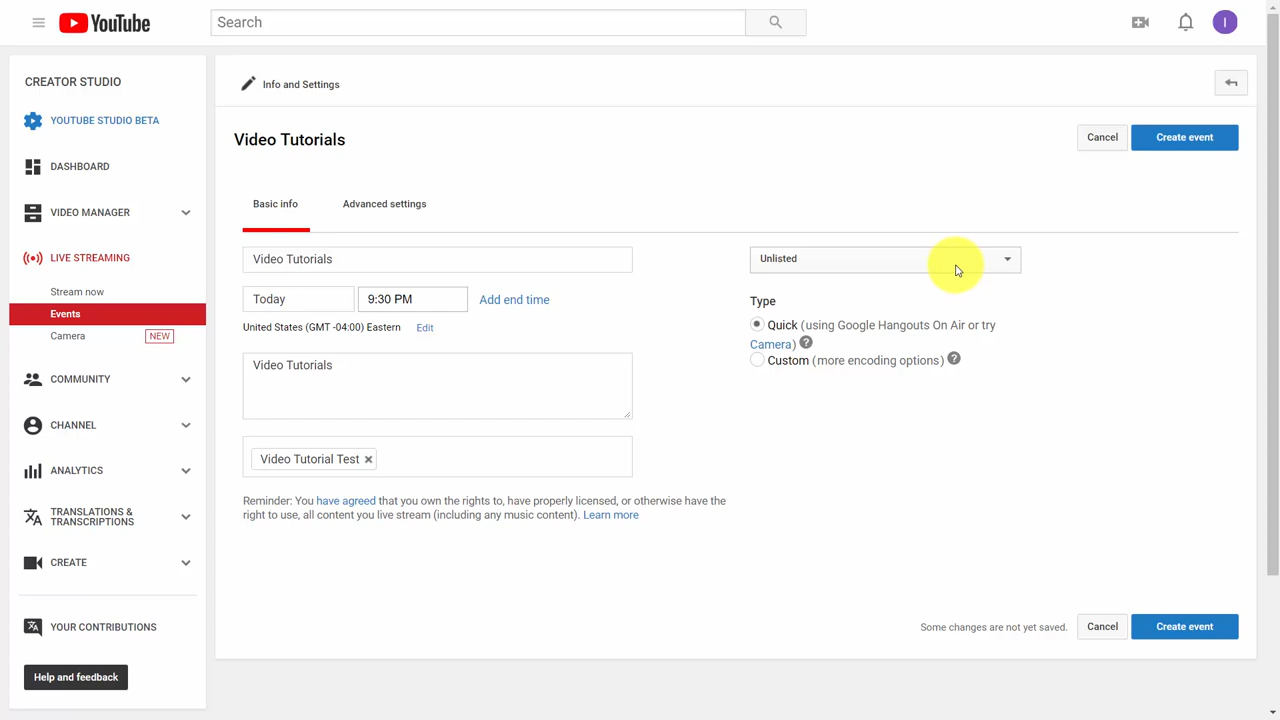 YouTube
Search
I
CREATOR STUDIO
YOUTUBE STUDIO BETA
DASHBOARD
VIDEO MANAGER
LIVE STREAMING
Stream now
Events
Camera NEW
COMMUNITY
CHANNEL
ANALYTICS
TRANSLATIONS &
TRANSCRIPTIONS
CREATE
YOUR CONTRIBUTIONS
Help and feedback
Info and Settings
Video Tutorials
Cancel Create event
Basic info Advanced settings
Video Tutorials
Today 9:30 PM Add end time
United States (GMT -04:00) Eastern Edit
Video Tutorials
Video Tutorial Test
Reminder: You have agreed that you own the rights to, have properly licensed, or otherwise have the
right to use, all content you live stream (including any music content). Learn more
Unlisted
Type
Quick (using Google Hangouts On Air or try
Camera) ?
Custom (more encoding options) ?
Some changes are not yet saved. Cancel Create event